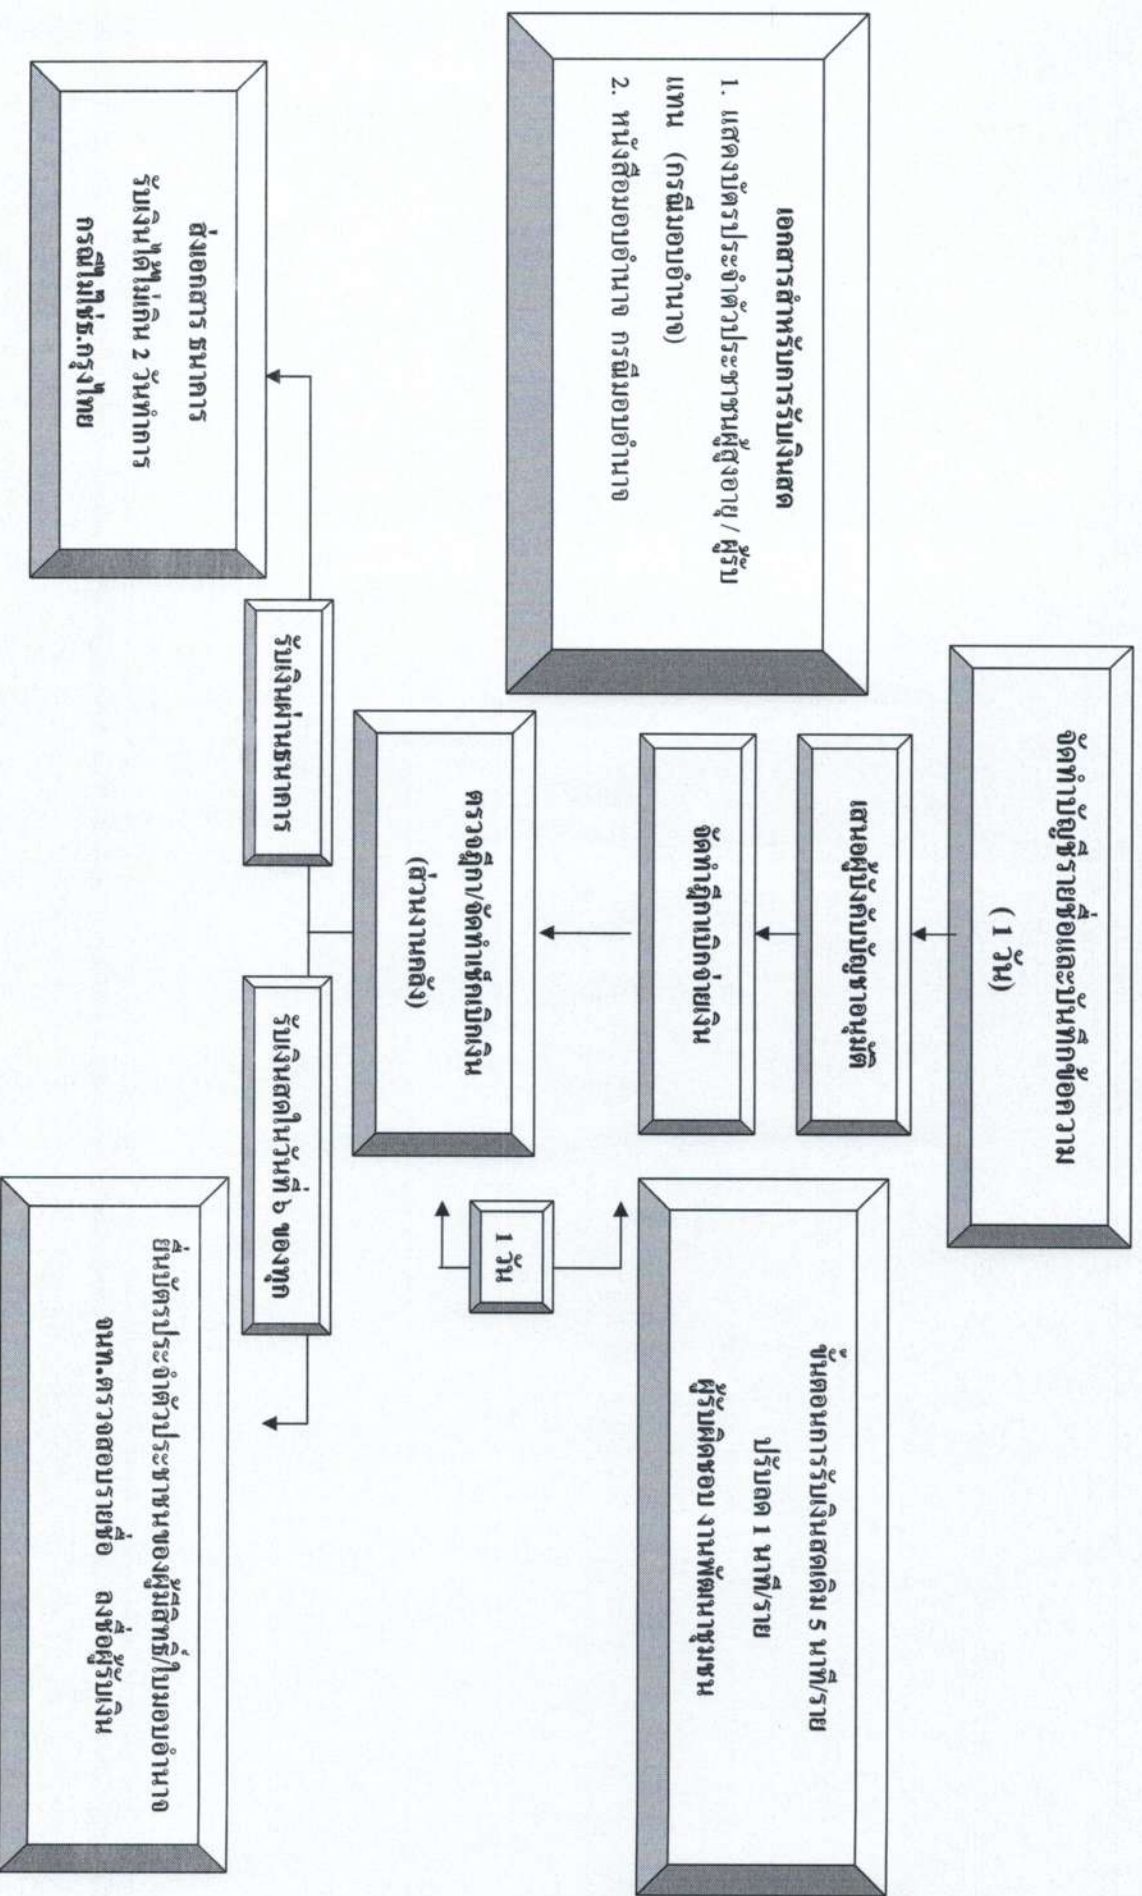 จัดทำบัญชีรายชื่อและบันทึกข้อความ
( 1 วัน)
เสนอผู้บังคับบัญชาอนุมัติ
จัดทำฎีกาเบิกจ่ายเงิน
ตรวจฎีกา/จัดทำเช็คเบิกเงิน
(ส่วนงานคลัง)
เอกสารสำหรับการรับเงินสด
1. แสดงบัตรประจำตัวประชาชนผู้สูงอายุ / ผู้รับ
แทน (กรณีมอบอำนาจ)
2. หนังสือมอบอำนาจ กรณีมอบอำนาจ
ขั้นตอนการรับเงินสดเดิม 5 นาที/ราย
ปรับลด 1 นาที/ราย
ผู้รับผิดชอบ งานพัฒนาชุมชน
1 วัน
รับเงินผ่านธนาคาร
รับเงินสดในวันที่ ๖ ของทุก
ส่งเอกสาร ธนาคาร
รับเงินได้ไม่เกิน 2 วันทำการ
กรณีไม่ใช่ธ.กรุงไทย
ยื่นบัตรประจำตัวประชาชนของผู้มีสิทธิ์/ใบมอบอำนาจ
จนท.ตรวจสอบรายชื่อ ลงชื่อผู้รับเงิน